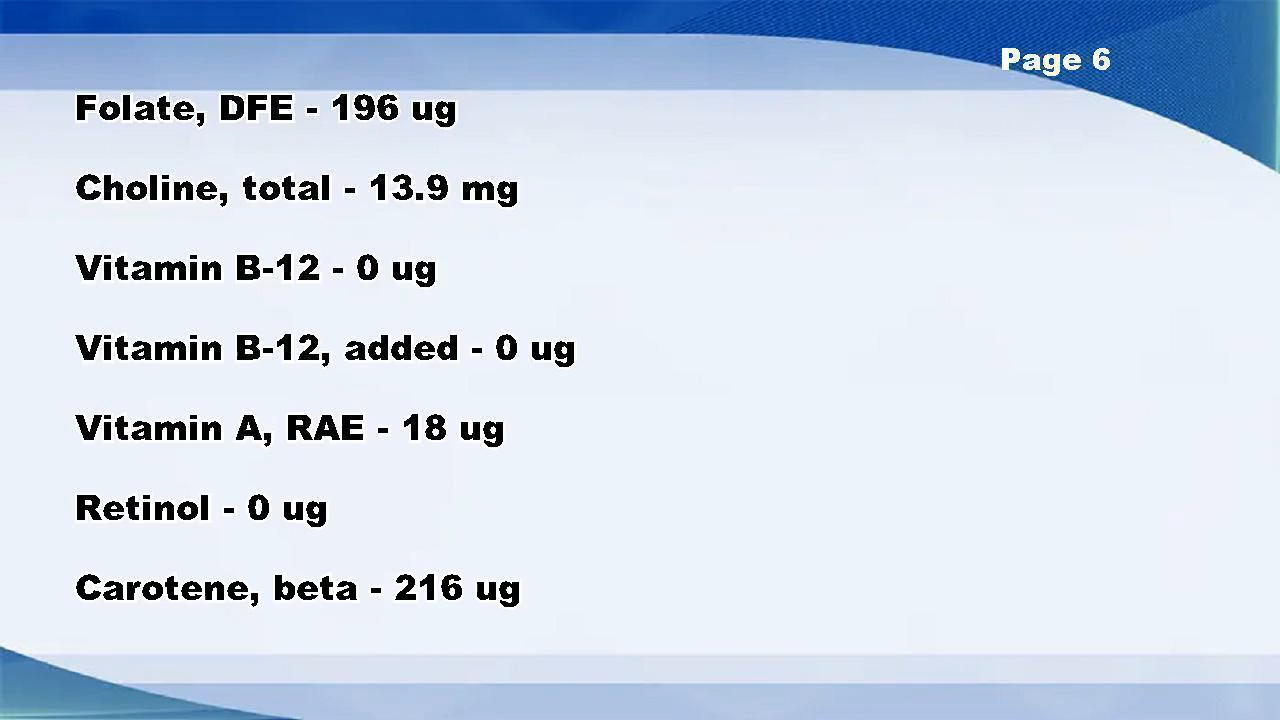 Page 6
Folate, DFE - 196 ug
Choline, total - 13.9 mg
Vitamin B-12 - 0 ug
Vitamin B-12, added - 0 ug
Vitamin A, RAE - 18 ug
Retinol - 0 ug
Carotene, beta - 216 ug